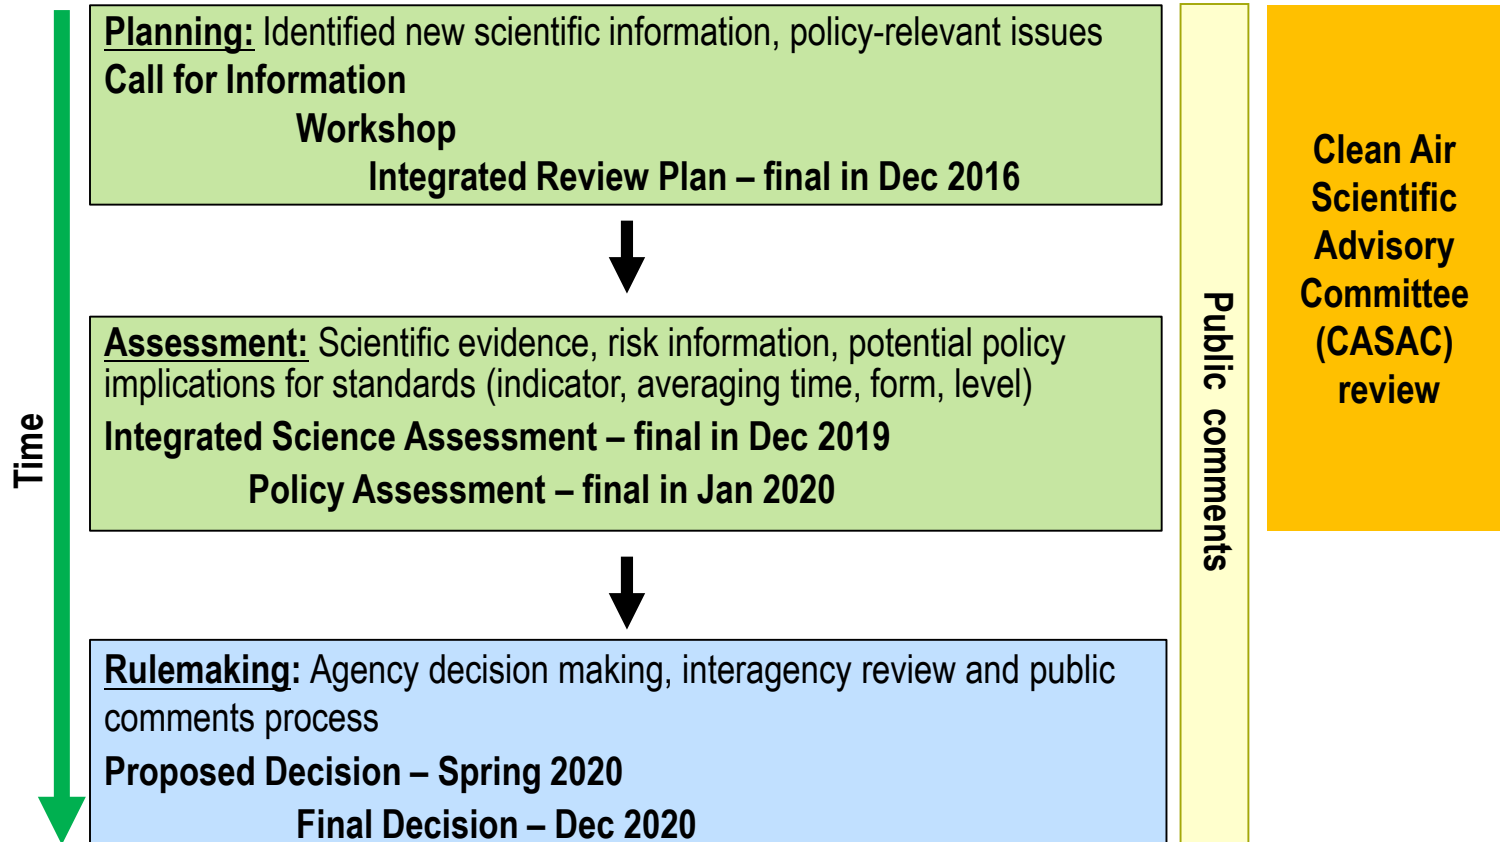 Planning: Identified new scientific information, policy-relevant issues
Call for Information
Workshop
Integrated Review Plan – final in Dec 2016
Assessment: Scientific evidence, risk information, potential policy
implications for standards (indicator, averaging time, form, level)
Integrated Science Assessment – final in Dec 2019
Policy Assessment – final in Jan 2020
Rulemaking: Agency decision making, interagency review and public
comments process
Proposed Decision – Spring 2020
Final Decision – Dec 2020
Time
Public comments
Clean Air
Scientific
Advisory
Committee
(CASAC)
review